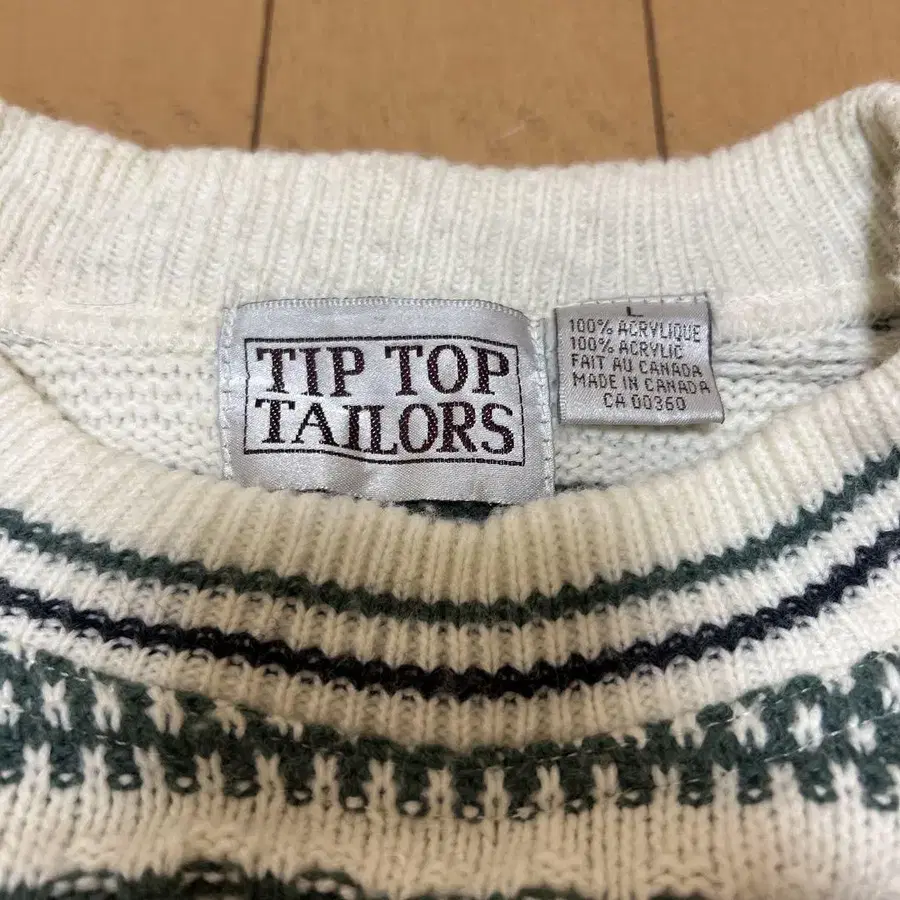 TIP TOP
TAILORS
L
100% ACRYLIQUE
100% ACRYLIC
FAIT AU CANADA
MADE IN CANADA
CA 00360